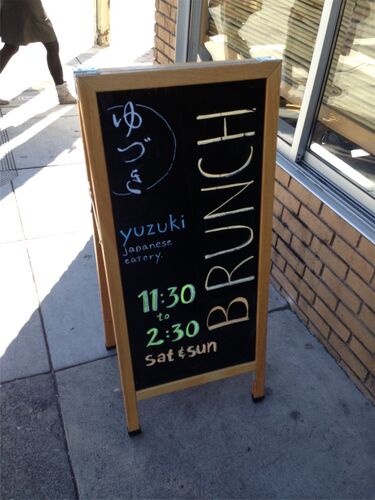 ゆづき
yuzuki
japanese
eatery.
11:30
to
2:30
sat & sun
BRUNCH